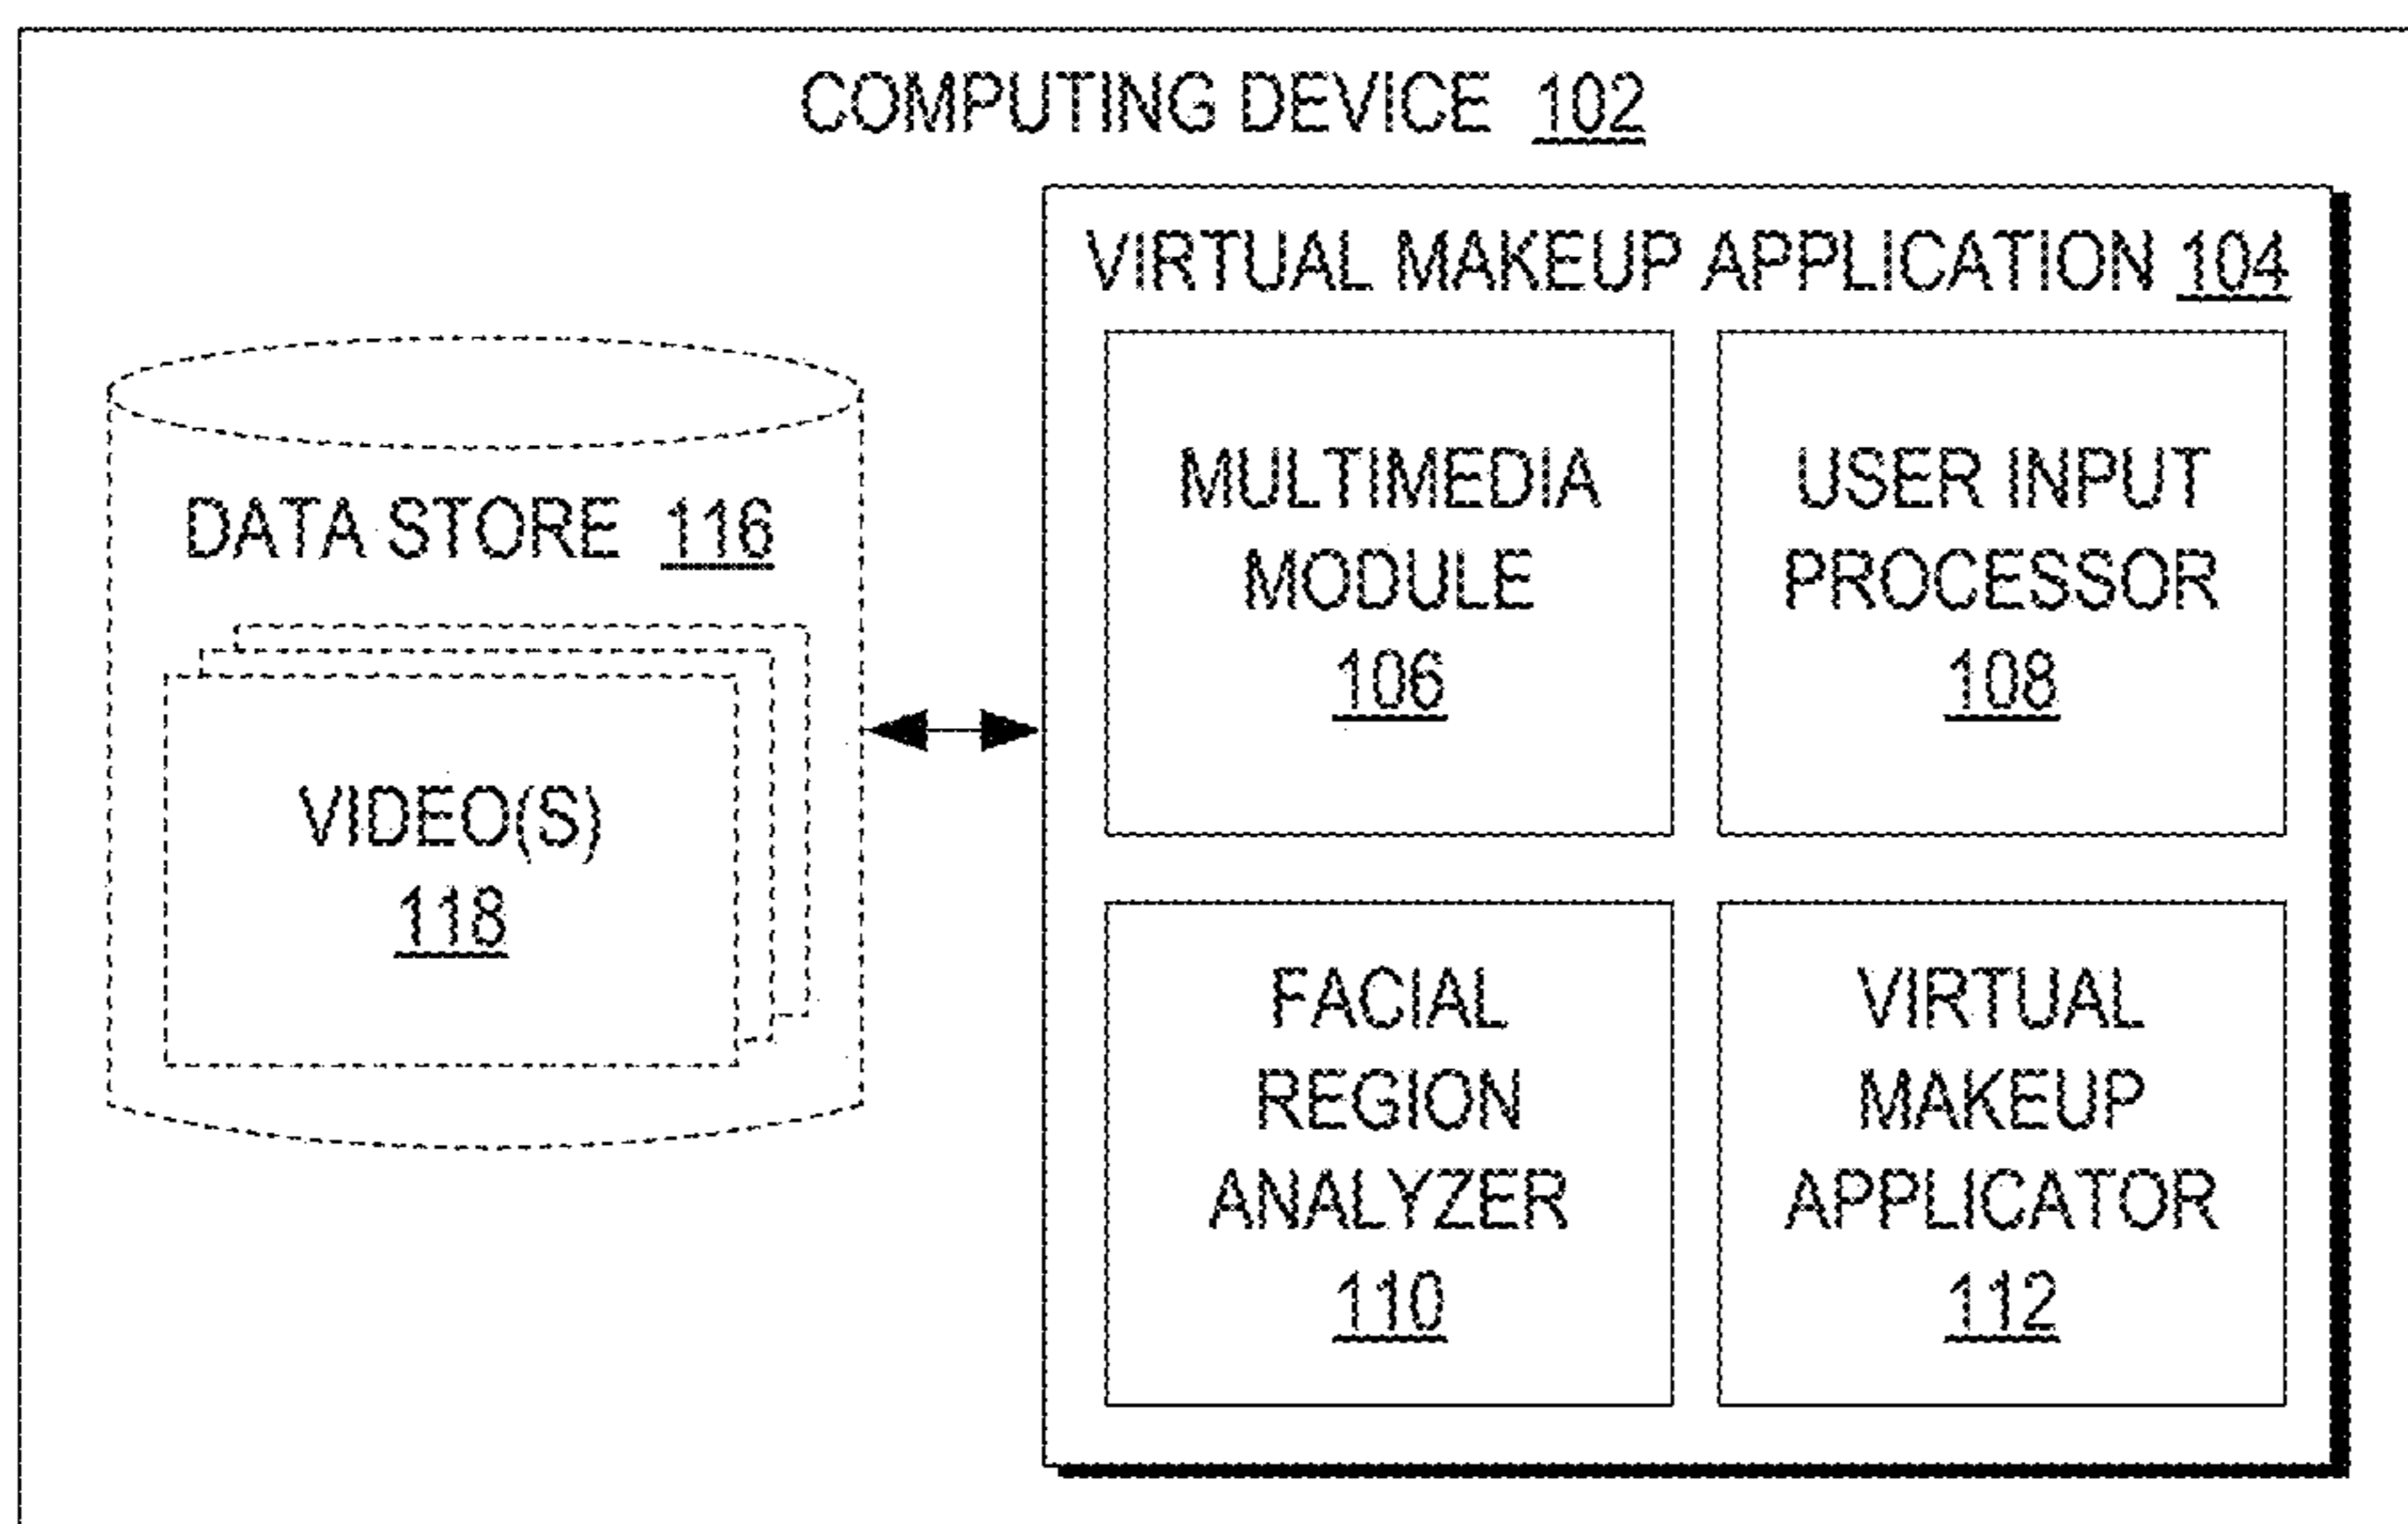 COMPUTING DEVICE 102
VIRTUAL MAKEUP APPLICATION 104
DATA STORE 116
VIDEO(S)
118
MULTIMEDIA
MODULE
106
USER INPUT
PROCESSOR
108
FACIAL
REGION
ANALYZER
110
VIRTUAL
MAKEUP
APPLICATOR
112